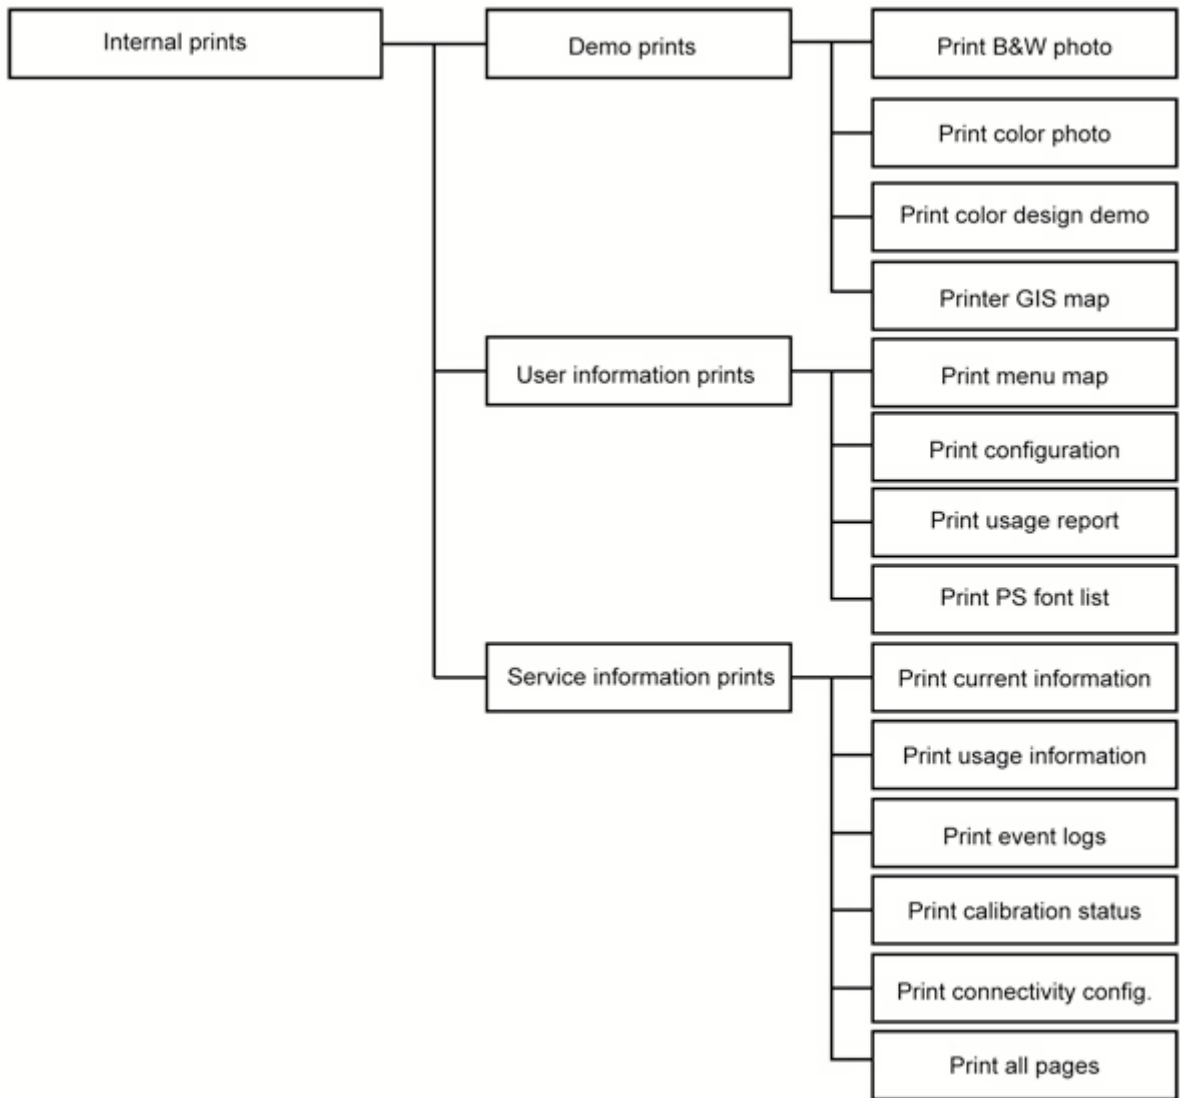 Internal prints
Demo prints
Print B&W photo
Print color photo
Print color design demo
Printer GIS map
User information prints
Print menu map
Print configuration
Print usage report
Print PS font list
Service information prints
Print current information
Print usage information
Print event logs
Print calibration status
Print connectivity config.
Print all pages